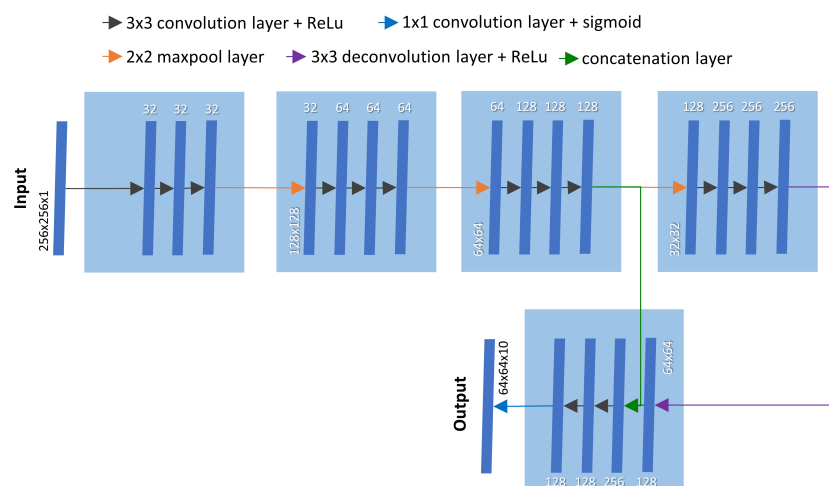 3x3 convolution layer + ReLu
1x1 convolution layer + sigmoid
2x2 maxpool layer
3x3 deconvolution layer + ReLu
concatenation layer
32 32 32
32 64 64 64
64 128 128 128
128 256 256 256
Input
256x256x1
128x128
64x64
32x32
Output
64x64x10
64x64
128 128 256 128